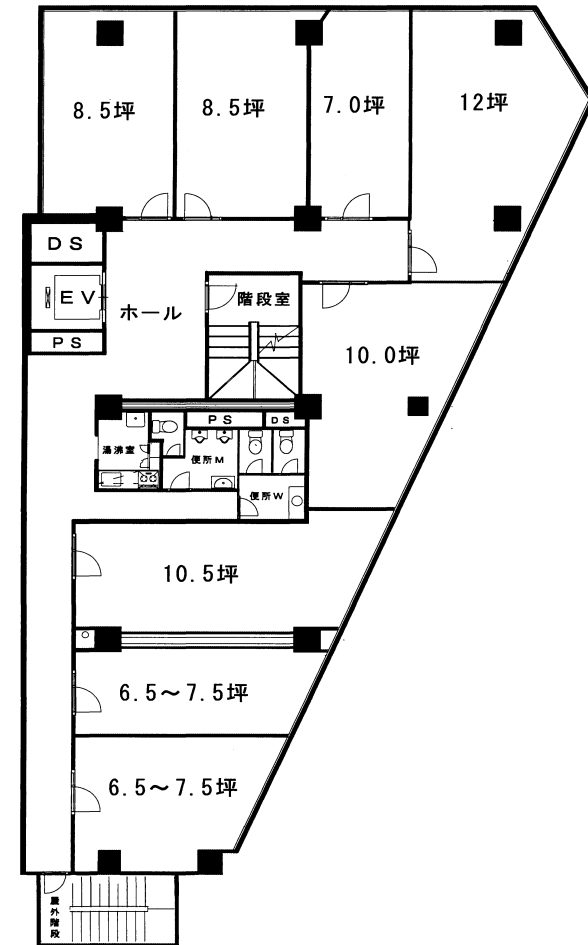 8.5坪
8.5坪
7.0坪
12坪
DS
EV
ホール
階段室
PS
10.0坪
PS
DS
湯沸室
便所M
便所W
10.5坪
6.5～7.5坪
6.5～7.5坪
屋外階段